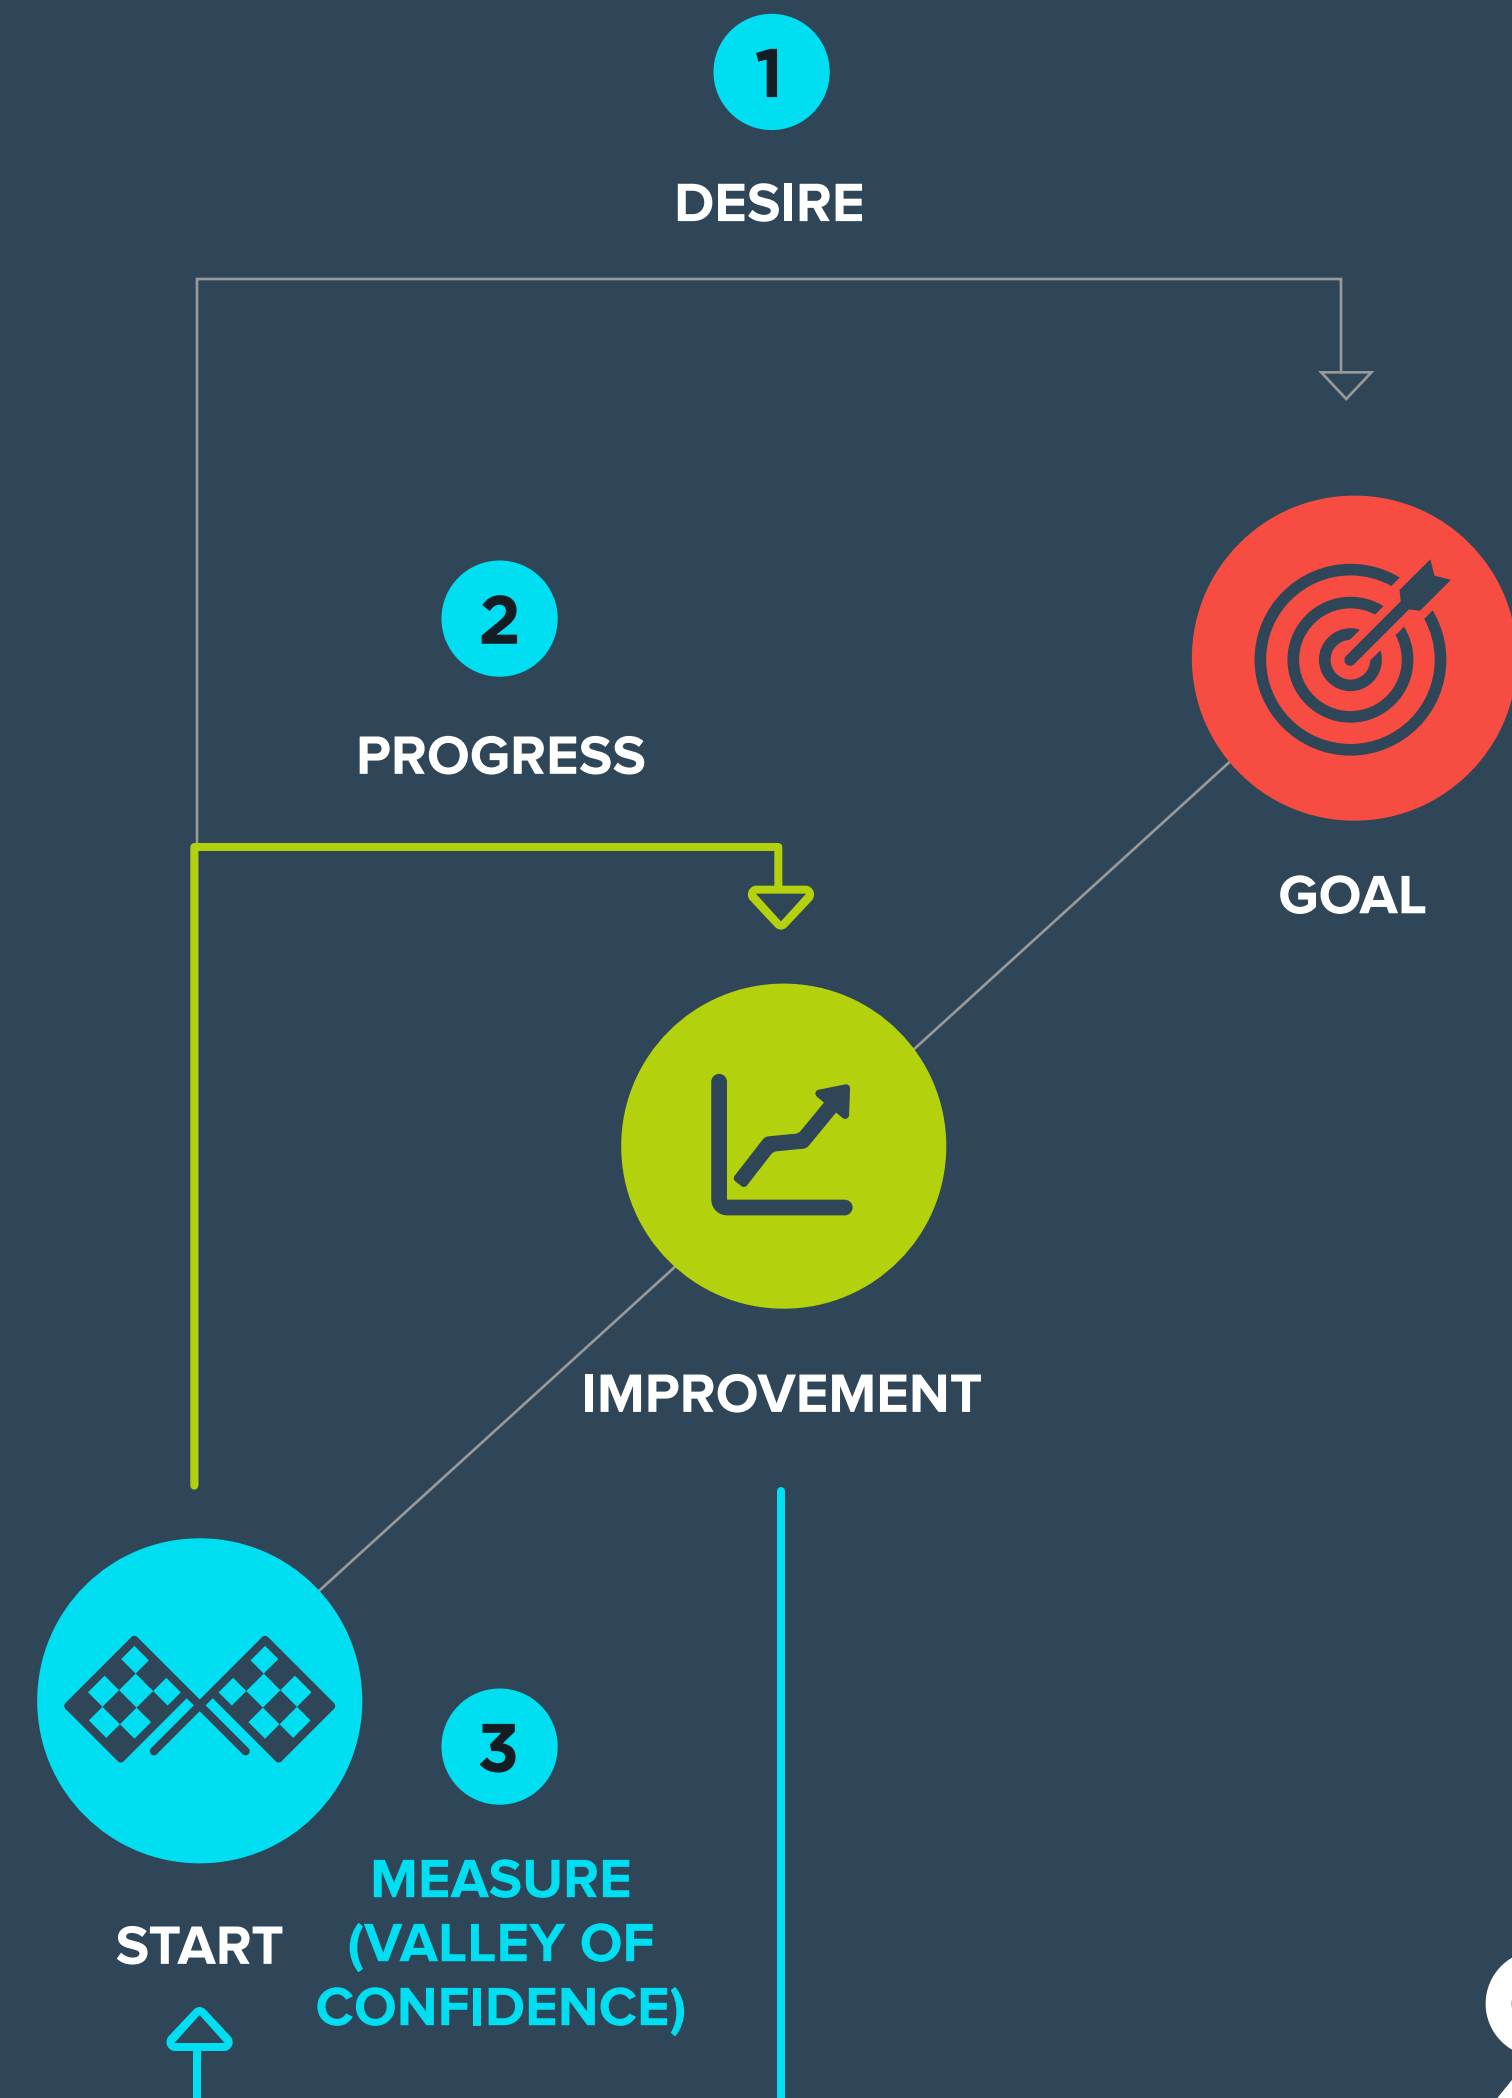 1
DESIRE
2
PROGRESS
GOAL
IMPROVEMENT
3
MEASURE
(VALLEY OF
CONFIDENCE)
START